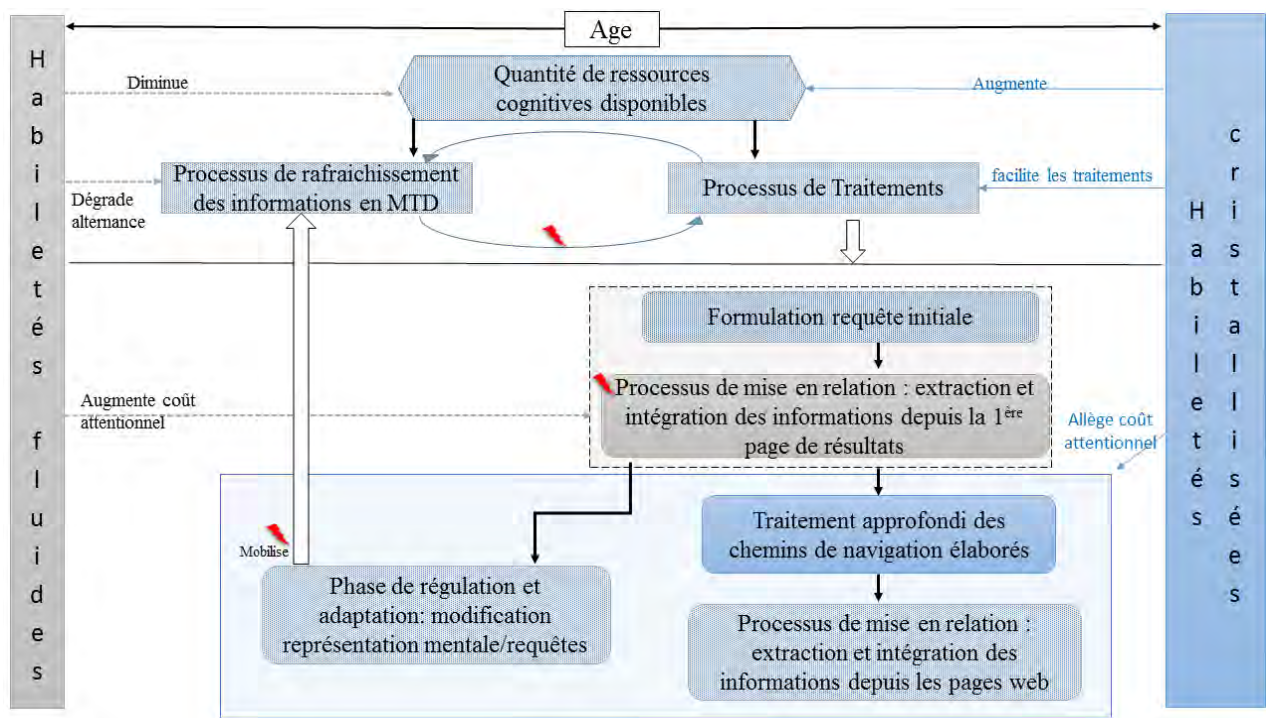 Age
Habiletés fluides
Quantité de ressources
cognitives disponibles
Diminue
Augmente
Processus de rafraichissement
des informations en MTD
Processus de Traitements
Dégrade
alternance
facilite les traitements
Habiletés
cristallisées
Formulation requête initiale
Processus de mise en relation : extraction et
intégration des informations depuis la 1ère
page de résultats
Augmente coût
attentionnel
Allège coût
attentionnel
Traitement approfondi des
chemins de navigation élaborés
Mobilise
Phase de régulation et
adaptation: modification
représentation mentale/requêtes
Processus de mise en relation :
extraction et intégration des
informations depuis les pages web